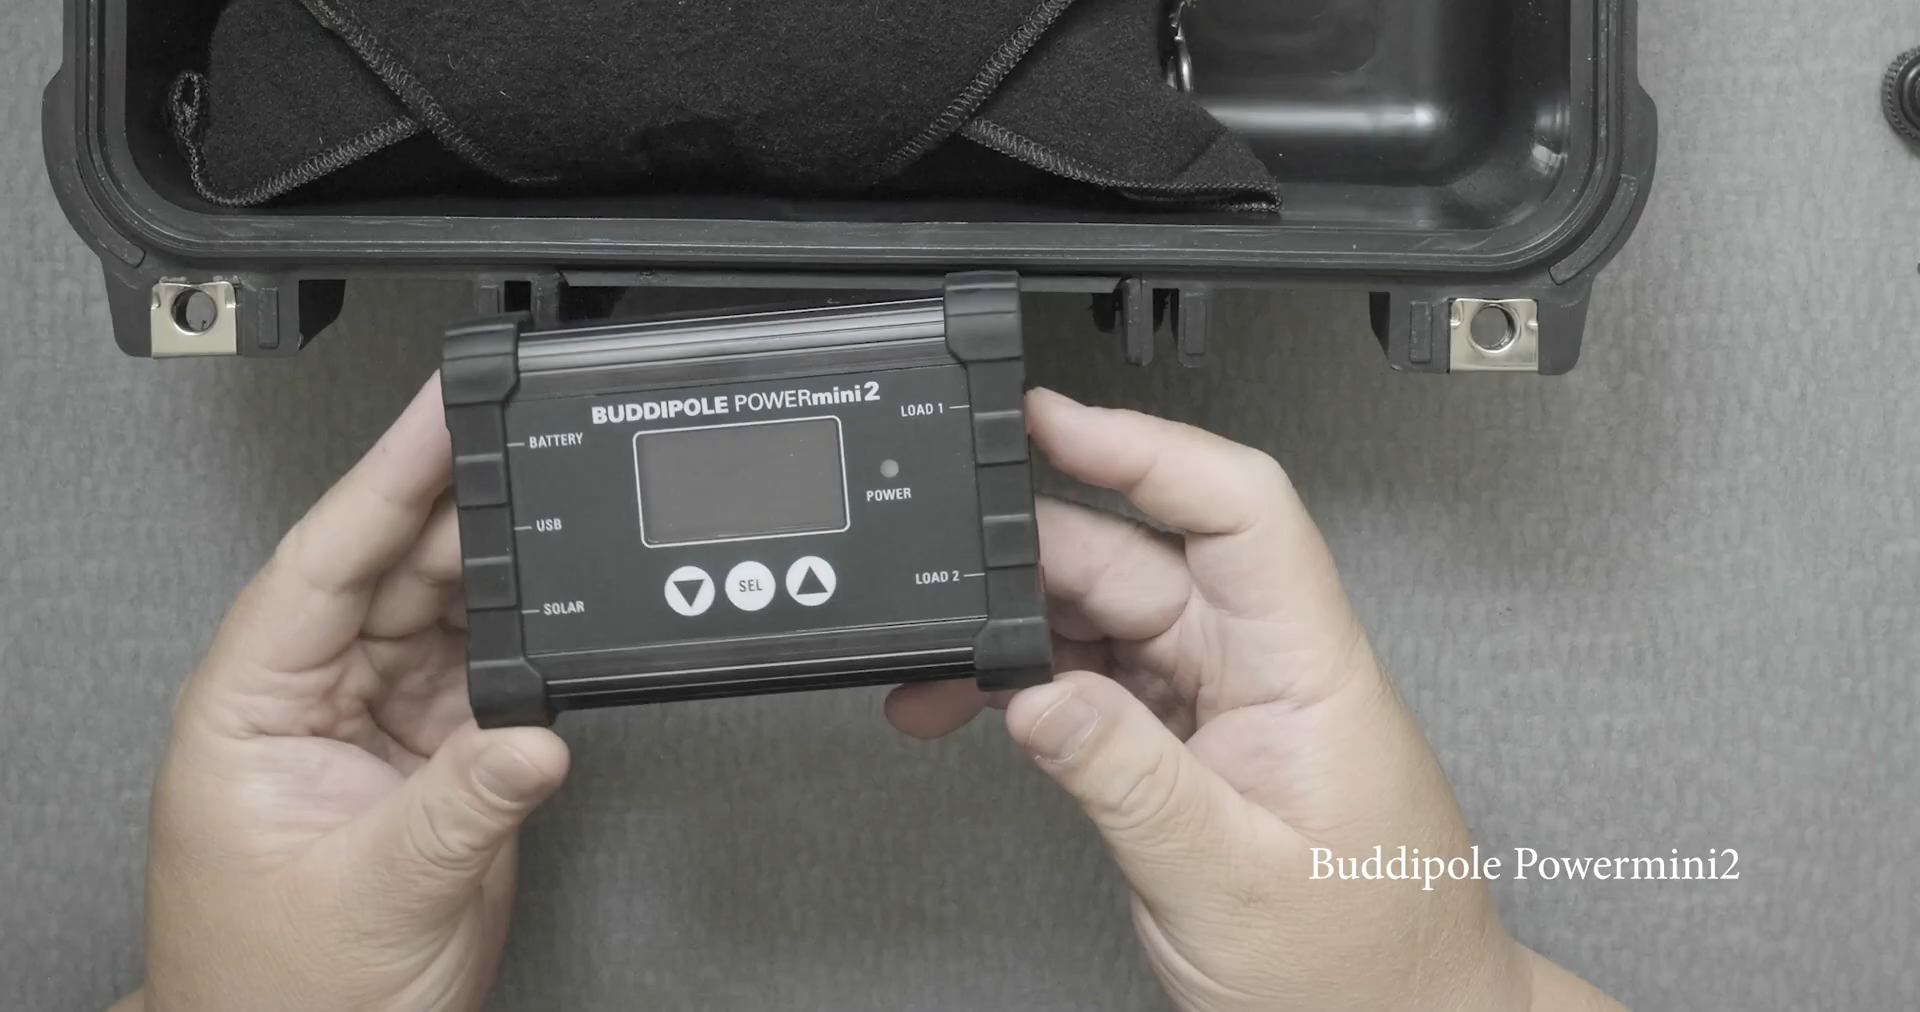 BUDDIPOLE POWERmini2
LOAD 1
BATTERY
POWER
USB
SEL
LOAD 2
SOLAR
Buddipole Powermini2